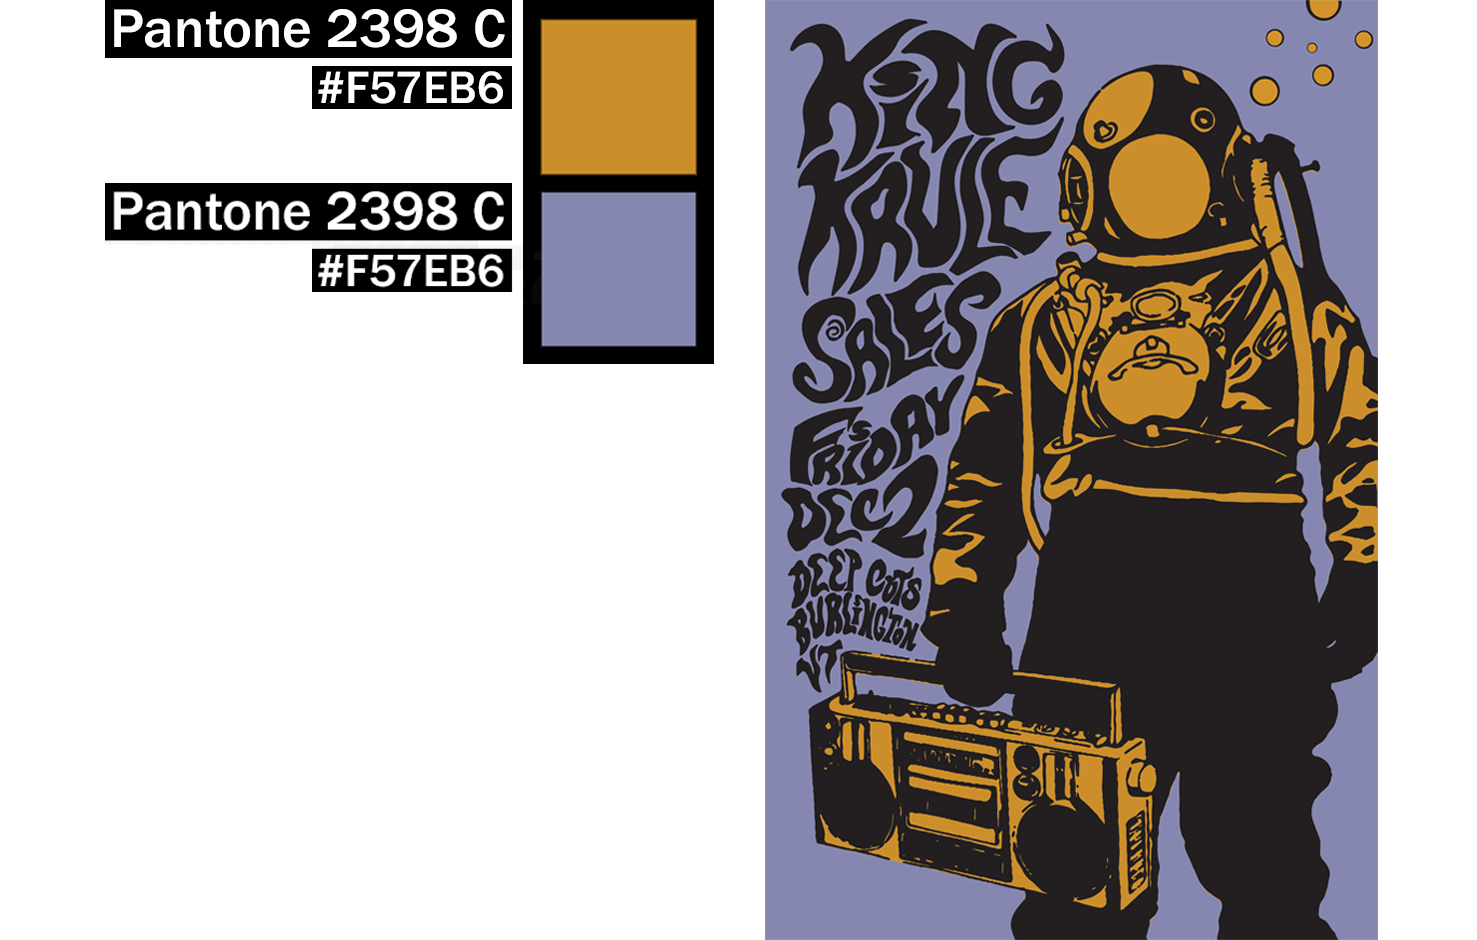 Pantone 2398 C
#F57EB6
Pantone 2398 C
#F57EB6
KiNG
KRULE
SALES
FRiDAY
DEC 2
DEEP CUTS
BURLiNGTON
VT